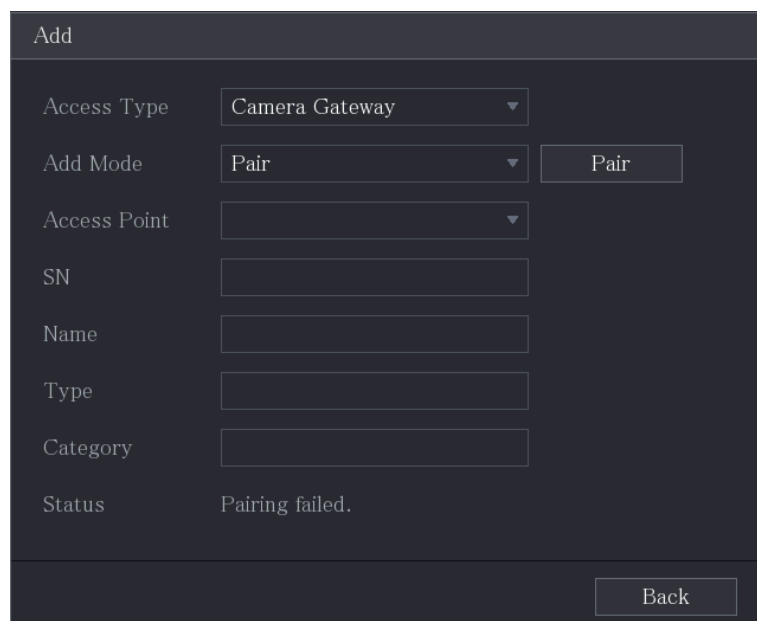 Add
Access Type Camera Gateway
Add Mode Pair Pair
Access Point
SN
Name
Type
Category
Status Pairing failed.
Back